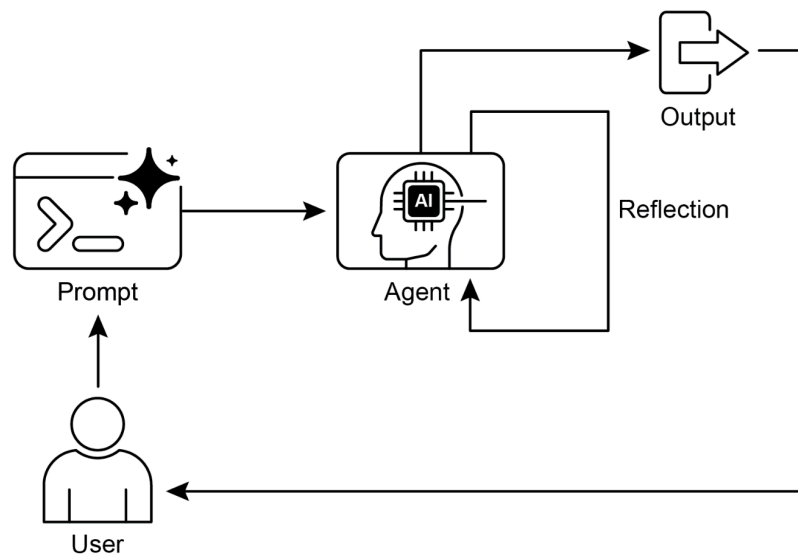 Output
AI
Reflection
Prompt
Agent
User